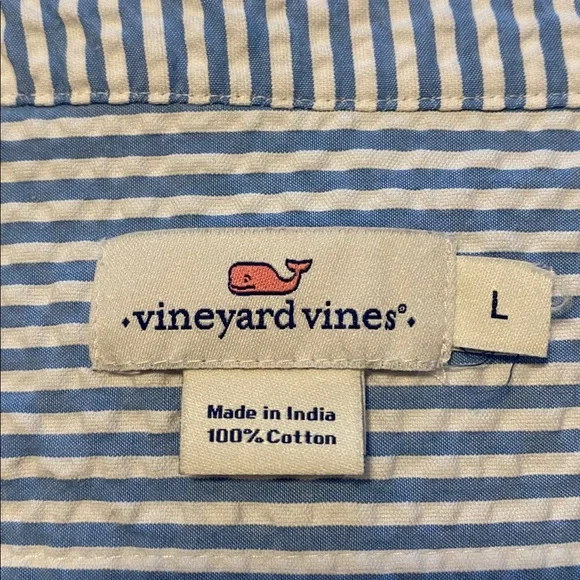 vineyard vines®
L
Made in India
100% Cotton